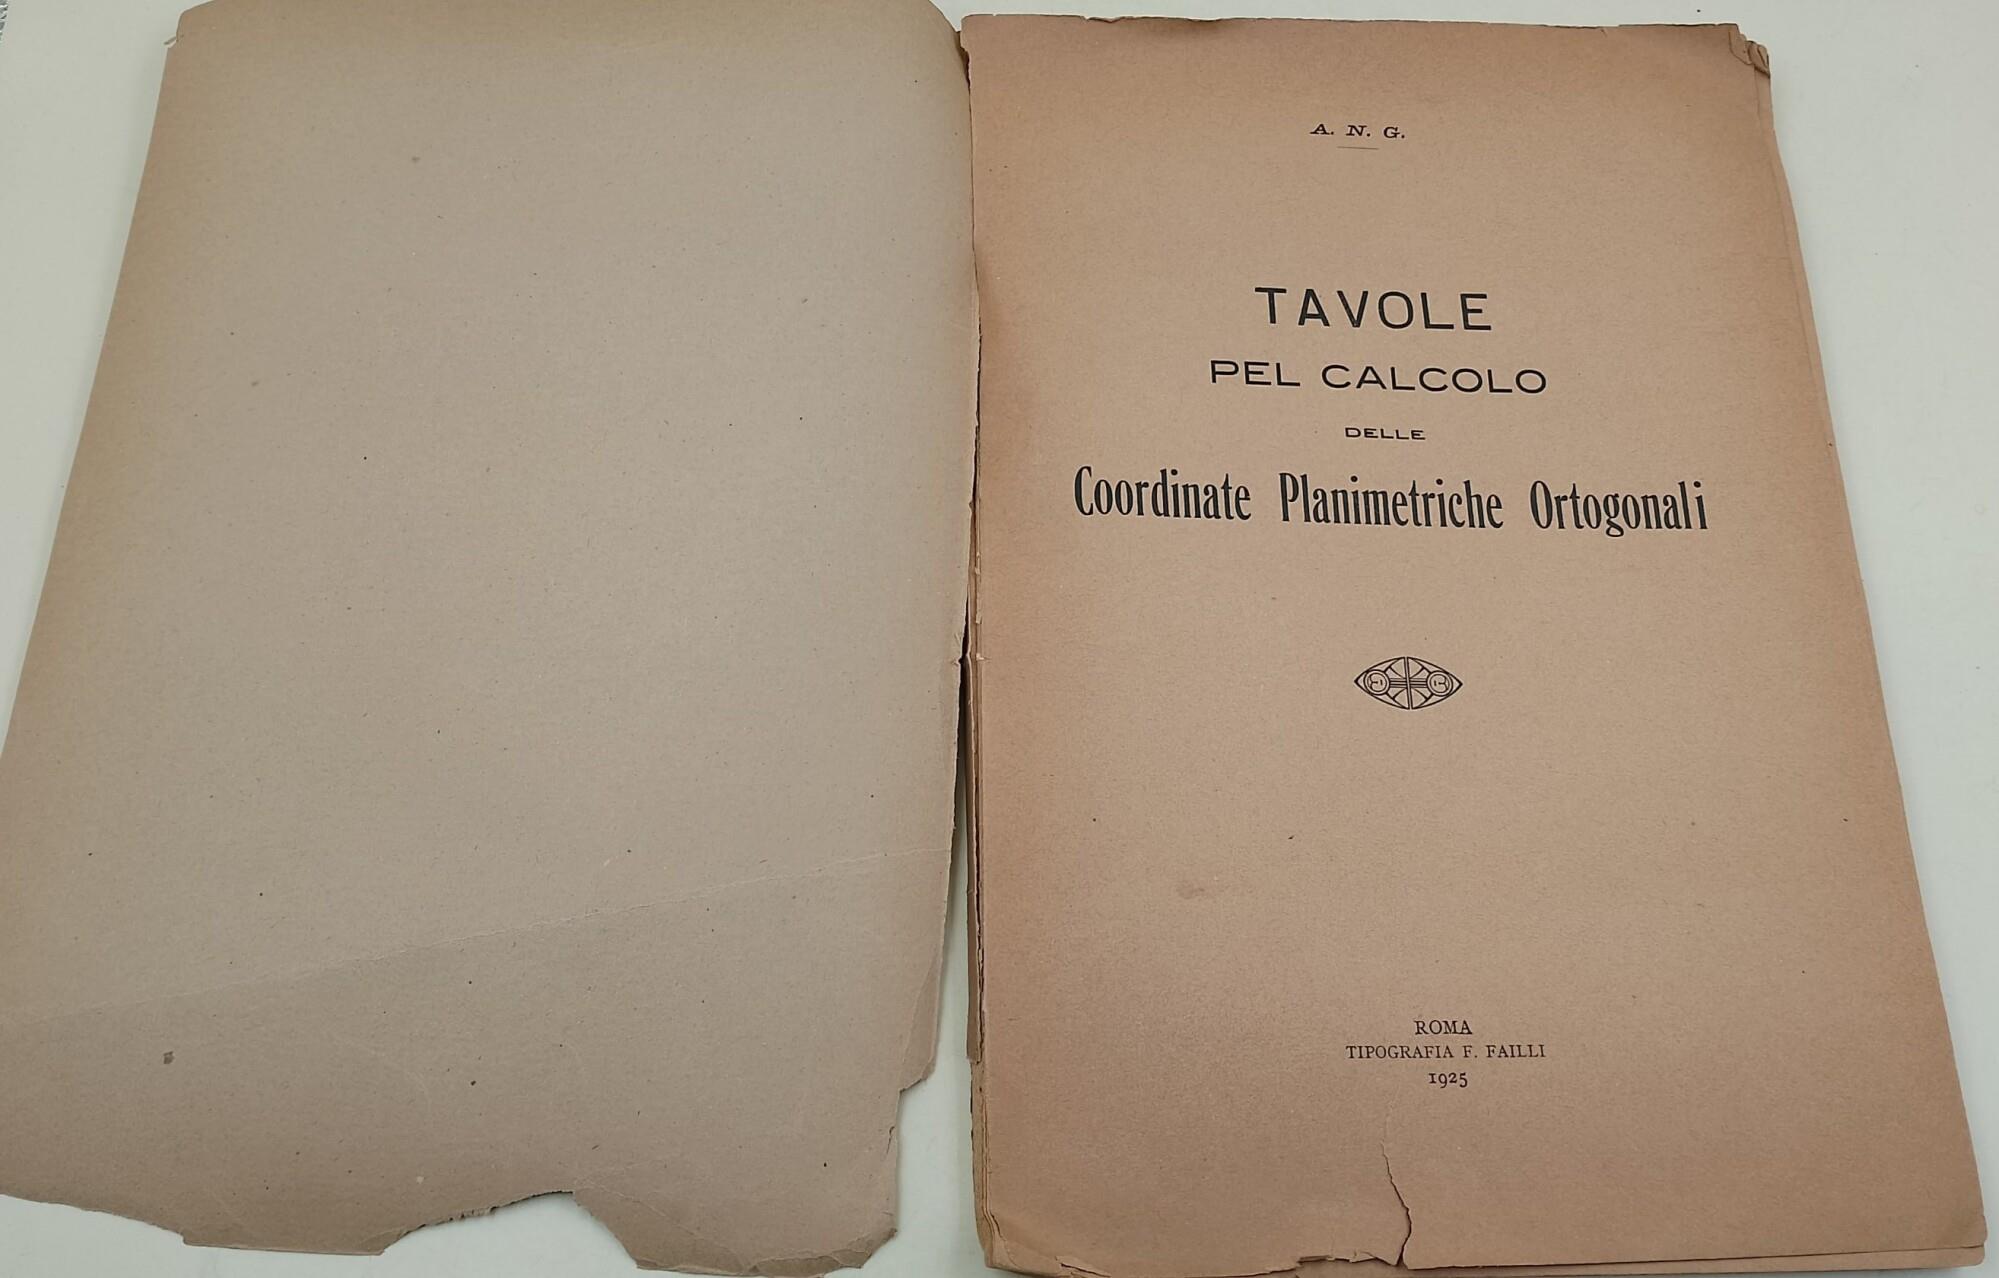 A. N. G.
TAVOLE
PEL CALCOLO
DELLE
Coordinate Planimetriche Ortogonali
ROMA
TIPOGRAFIA F. FAILLI
1925